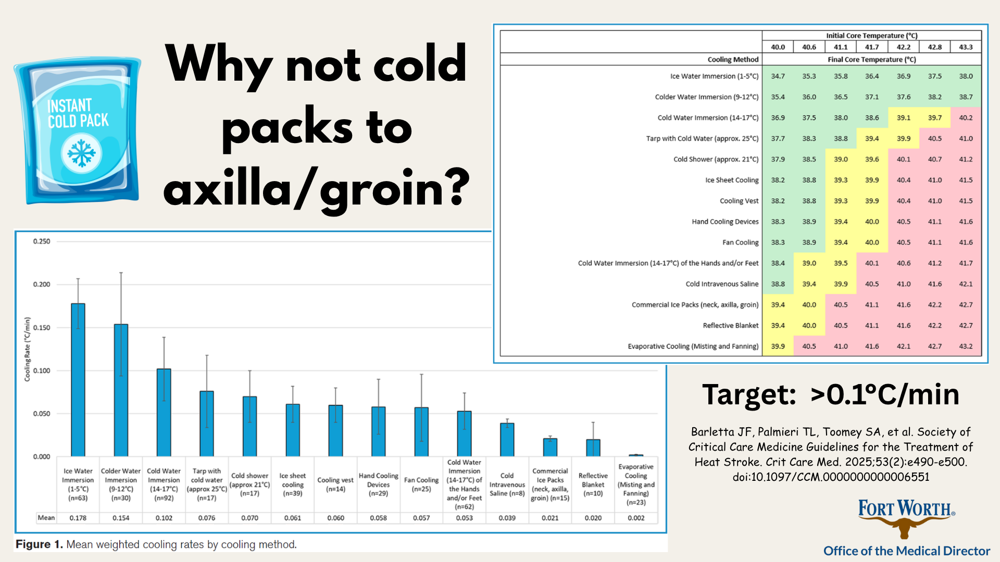 Why not cold
packs to
axilla/groin?
INSTANT
COLD PACK
Initial Core Temperature (°C)
40.0 40.6 41.1 41.7 42.2 42.8 43.3
Cooling Method Final Core Temperature (°C)
Ice Water Immersion (1-5°C) 34.7 35.3 35.8 36.4 36.9 37.5 38.0
Colder Water Immersion (9-12°C) 35.4 36.0 36.5 37.1 37.6 38.2 38.7
Cold Water Immersion (14-17°C) 36.9 37.5 38.0 38.6 39.1 39.7 40.2
Tarp with Cold Water (approx. 25°C) 37.7 38.3 38.8 39.4 39.9 40.5 41.0
Cold Shower (approx. 21°C) 37.9 38.5 39.0 39.6 40.1 40.7 41.2
Ice Sheet Cooling 38.2 38.8 39.3 39.9 40.4 41.0 41.5
Cooling Vest 38.2 38.8 39.3 39.9 40.4 41.0 41.5
Hand Cooling Devices 38.3 38.9 39.4 40.0 40.5 41.1 41.6
Fan Cooling 38.3 38.9 39.4 40.0 40.5 41.1 41.6
Cold Water Immersion (14-17°C) of the Hands and/or Feet 38.4 39.0 39.5 40.1 40.6 41.2 41.7
Cold Intravenous Saline 38.8 39.4 39.9 40.5 41.0 41.6 42.1
Commercial Ice Packs (neck, axilla, groin) 39.4 40.0 40.5 41.1 41.6 42.2 42.7
Reflective Blanket 39.4 40.0 40.5 41.1 41.6 42.2 42.7
Evaporative Cooling (Misting and Fanning) 39.9 40.5 41.0 41.6 42.1 42.7 43.2
Cooling Rate (°C/min)
0.250
0.200
0.150
0.100
0.050
0.000
Ice Water
Immersion
(1-5°C)
(n=63)
Colder Water
Immersion
(9-12°C)
(n=30)
Cold Water
Immersion
(14-17°C)
(n=92)
Tarp with
cold water
(approx 25°C)
(n=17)
Cold shower
(approx 21°C)
(n=17)
Ice sheet
cooling
(n=39)
Cooling vest
(n=14)
Hand Cooling
Devices
(n=29)
Fan Cooling
(n=25)
Cold Water
Immersion
(14-17°C) of
the Hands
and/or Feet
(n=62)
Cold
Intravenous
Saline (n=8)
Commercial
Ice Packs
(neck, axilla,
groin) (n=15)
Reflective
Blanket
(n=10)
Evaporative
Cooling
(Misting and
Fanning)
(n=23)
Mean 0.178 0.154 0.102 0.076 0.070 0.061 0.060 0.058 0.057 0.053 0.039 0.021 0.020 0.002
Figure 1. Mean weighted cooling rates by cooling method.
Target: >0.1°C/min
Barletta JF, Palmieri TL, Toomey SA, et al. Society of
Critical Care Medicine Guidelines for the Treatment of
Heat Stroke. Crit Care Med. 2025;53(2):e490-e500.
doi:10.1097/CCM.0000000000006551
FORT WORTH®
Office of the Medical Director